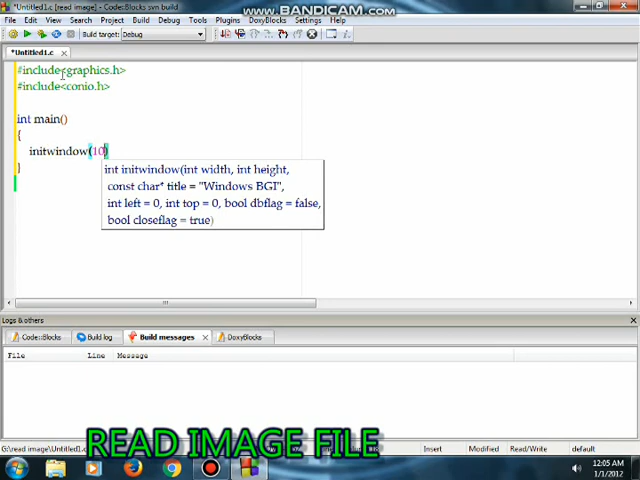 *Untitled1.c [read image] - Code::Blocks svn build
www.BANDICAM.com
File Edit View Search Project Build Debug Tools Plugins DoxyBlocks Settings Help
Build target: Debug
*Untitled1.c
#include<graphics.h>
#include<conio.h>
int main()
{
initwindow(10)
}
int initwindow(int width, int height,
const char* title = "Windows BGI",
int left = 0, int top = 0, bool dbflag = false,
bool closeflag = true)
Logs & others
Code::Blocks Build log Build messages DoxyBlocks
File Line Message
READ IMAGE FILE
G:\read image\Untitled1.c Insert Modified Read/Write default
12:05 AM
1/1/2012